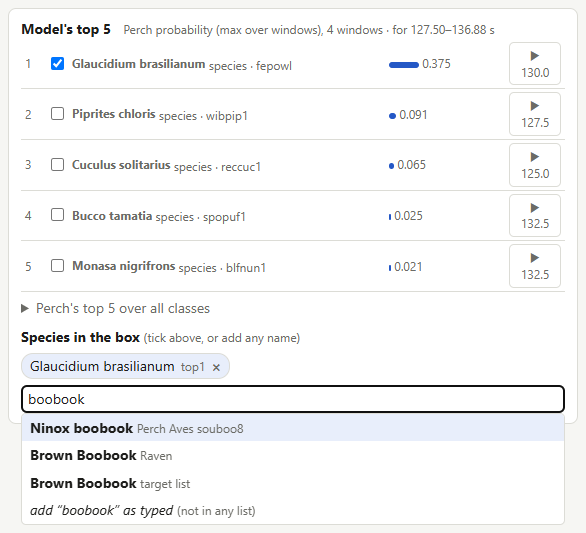 Model's top 5 Perch probability (max over windows), 4 windows · for 127.50–136.88 s
1 Glaucidium brasilianum species · fepowl 0.375 ▶ 130.0
2 Piprites chloris species · wibpip1 0.091 ▶ 127.5
3 Cuculus solitarius species · reccuc1 0.065 ▶ 125.0
4 Bucco tamatia species · spopuf1 0.025 ▶ 132.5
5 Monasa nigrifrons species · blfnun1 0.021 ▶ 132.5
▶ Perch's top 5 over all classes
Species in the box (tick above, or add any name)
Glaucidium brasilianum top1 ×
boobook
Ninox boobook Perch Aves souboo8
Brown Boobook Raven
Brown Boobook target list
add “boobook” as typed (not in any list)